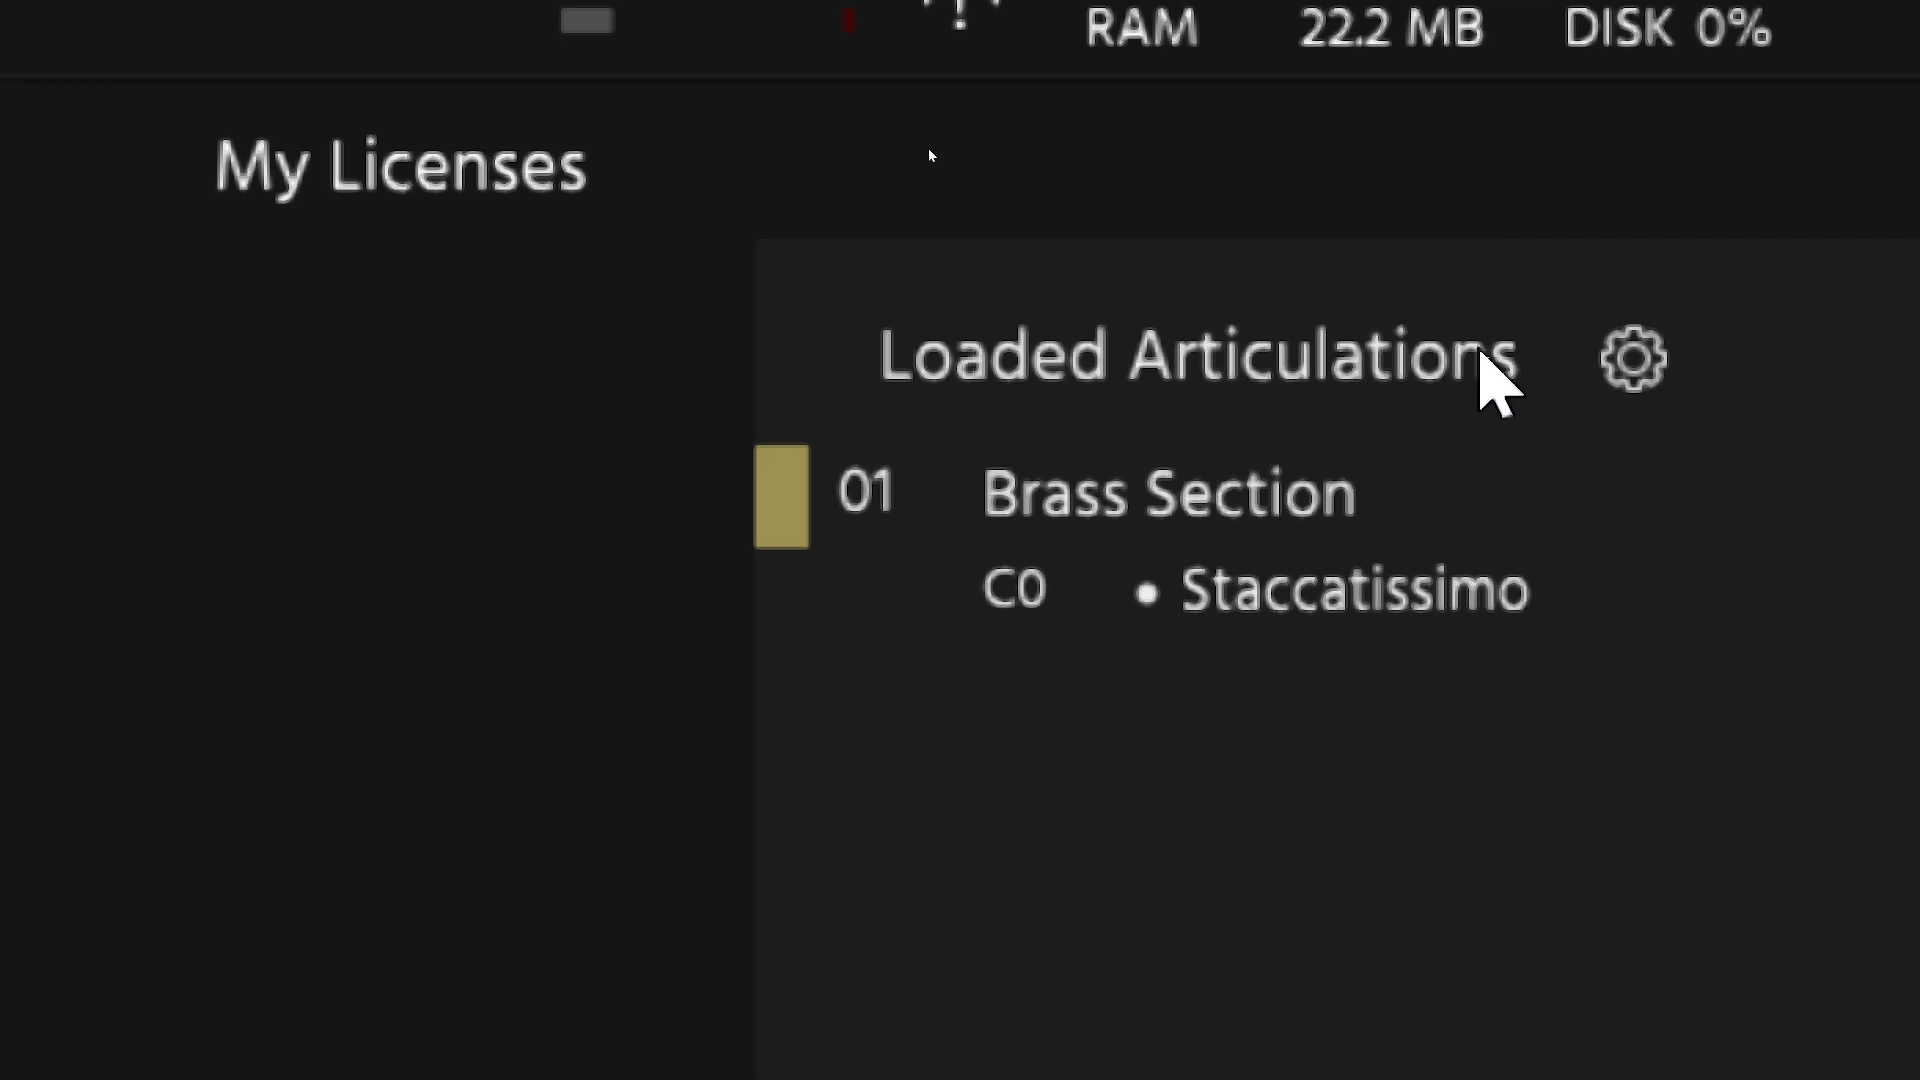 RAM 22.2 MB DISK 0%
My Licenses
Loaded Articulations
01 Brass Section
C0 • Staccatissimo